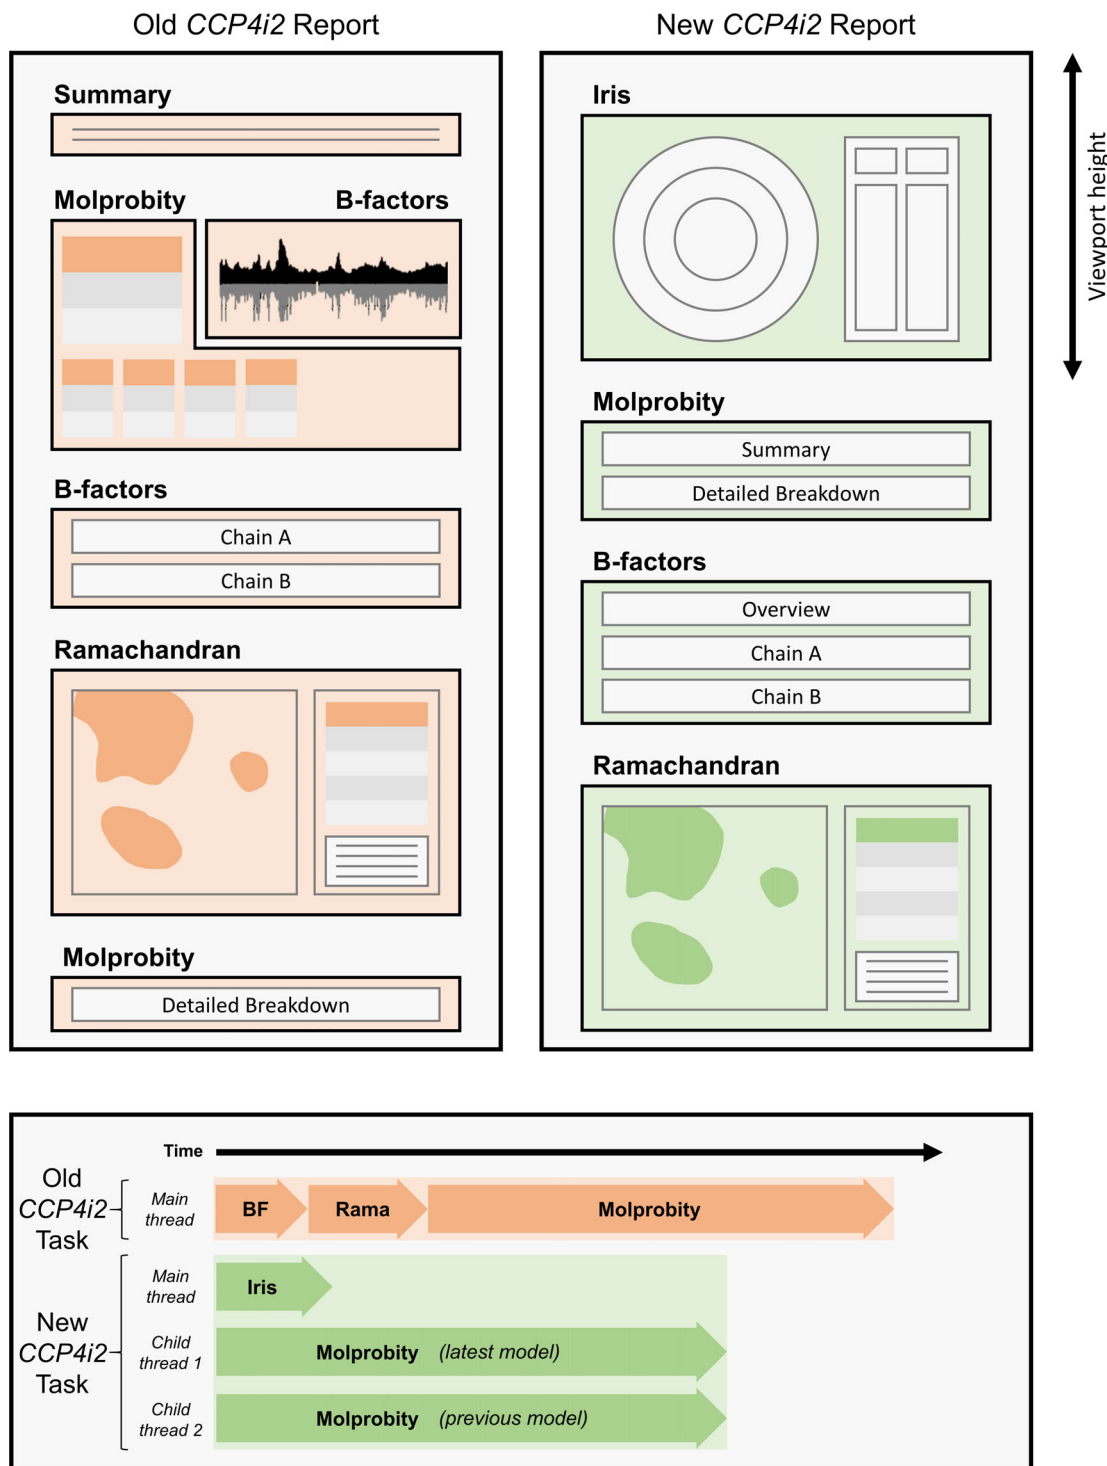 Old CCP4i2 Report
Summary
Molprobity
B-factors
B-factors
Chain A
Chain B
Ramachandran
Molprobity
Detailed Breakdown
New CCP4i2 Report
Iris
Molprobity
Summary
Detailed Breakdown
B-factors
Overview
Chain A
Chain B
Ramachandran
Viewport height
Time
Old
CCP4i2
Task
Main
thread
BF
Rama
Molprobity
New
CCP4i2
Task
Main
thread
Iris
Child
thread 1
Molprobity (latest model)
Child
thread 2
Molprobity (previous model)